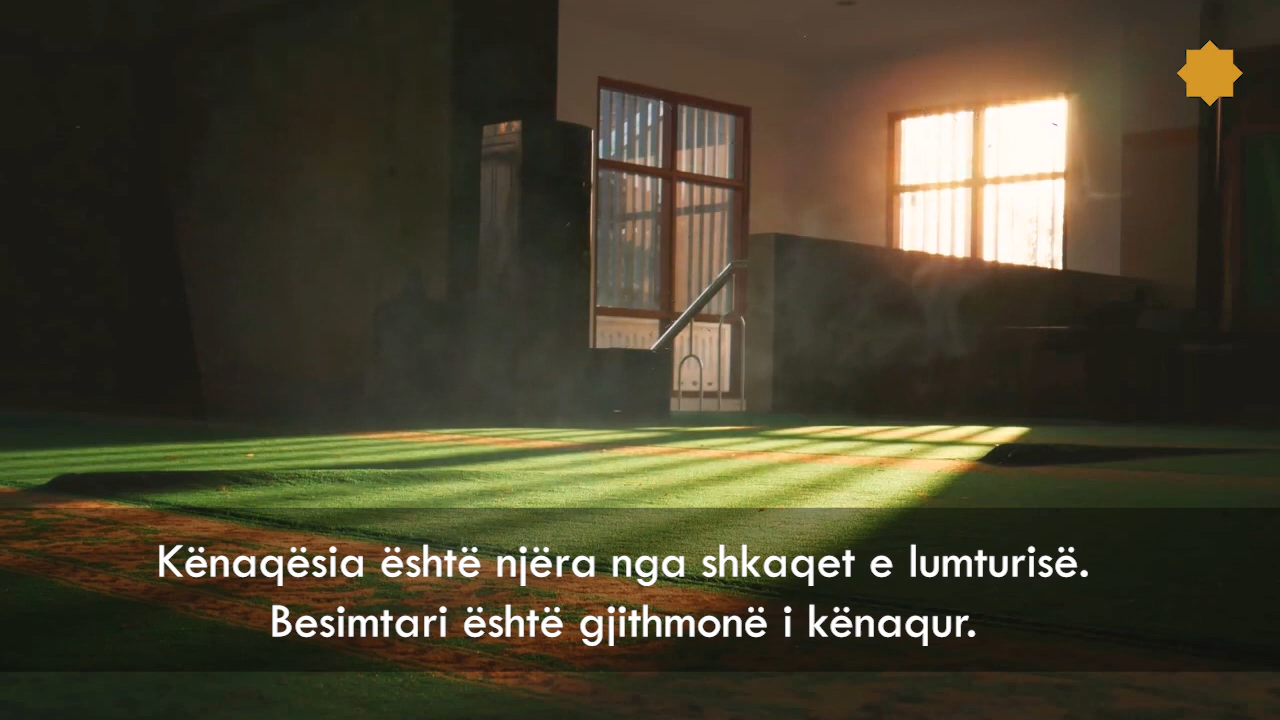 Kënaqësia është njëra nga shkaqet e lumturisë.
Besimtari është gjithmonë i kënaqur.